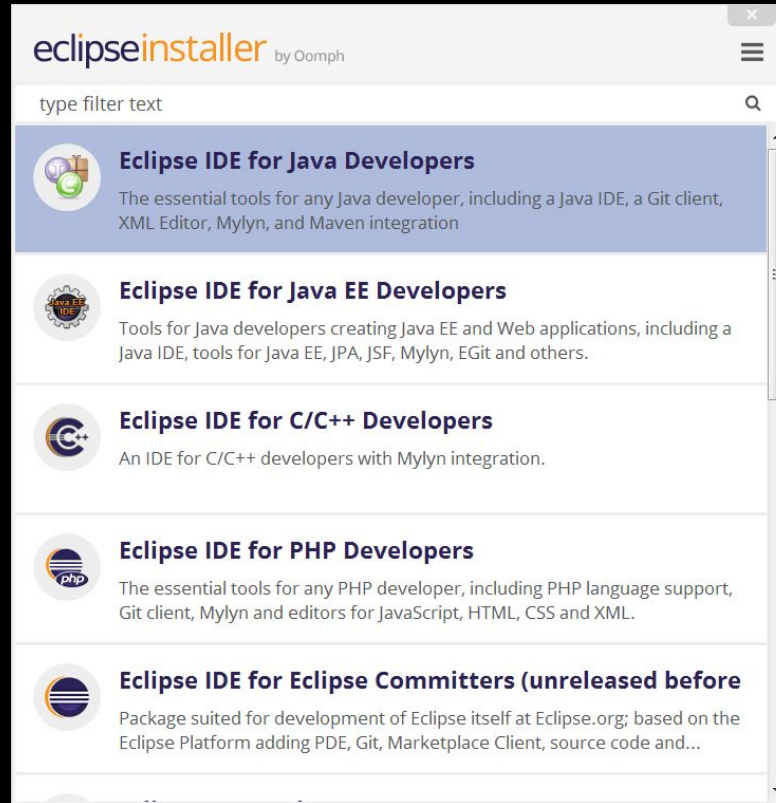 eclipseinstaller by Oomph
type filter text
Eclipse IDE for Java Developers
The essential tools for any Java developer, including a Java IDE, a Git client,
XML Editor, Mylyn, and Maven integration
Java EE
IDE
Eclipse IDE for Java EE Developers
Tools for Java developers creating Java EE and Web applications, including a
Java IDE, tools for Java EE, JPA, JSF, Mylyn, EGit and others.
C++
Eclipse IDE for C/C++ Developers
An IDE for C/C++ developers with Mylyn integration.
php
Eclipse IDE for PHP Developers
The essential tools for any PHP developer, including PHP language support,
Git client, Mylyn and editors for JavaScript, HTML, CSS and XML.
Eclipse IDE for Eclipse Committers (unreleased before
Package suited for development of Eclipse itself at Eclipse.org; based on the
Eclipse Platform adding PDE, Git, Marketplace Client, source code and...